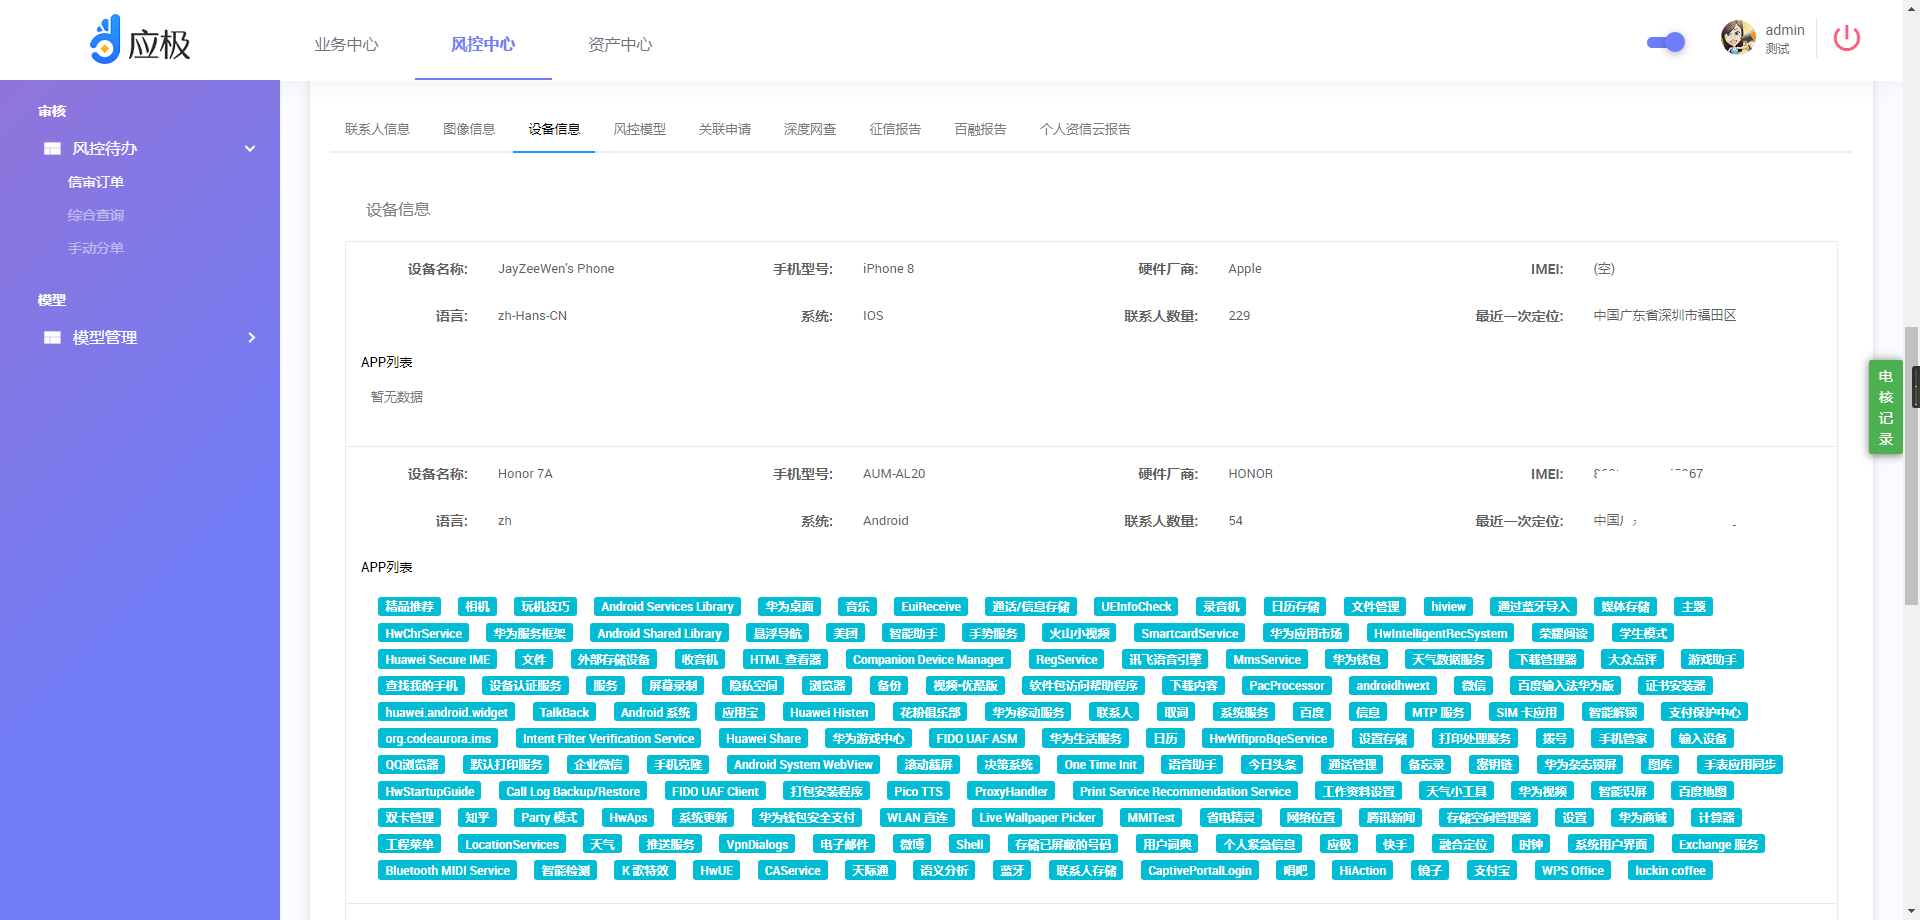 应极
业务中心 风控中心 资产中心
admin
测试
审核
风控待办
信审订单
综合查询
手动分单
模型
模型管理
联系人信息 图像信息 设备信息 风控模型 关联申请 深度网查 征信报告 百融报告 个人资信云报告
设备信息
设备名称: JayZeeWen's Phone 手机型号: iPhone 8 硬件厂商: Apple IMEI: (空)
语言: zh-Hans-CN 系统: IOS 联系人数量: 229 最近一次定位: 中国广东省深圳市福田区
APP列表
暂无数据
电核记录
设备名称: Honor 7A 手机型号: AUM-AL20 硬件厂商: HONOR IMEI: 67
语言: zh 系统: Android 联系人数量: 54 最近一次定位: 中国
APP列表
精品推荐 相机 玩机技巧 Android Services Library 华为桌面 音乐 EuiReceive 通话/信息存储 UEInfoCheck 录音机 日历存储 文件管理 hiview 通过蓝牙导入 媒体存储 主题
HwChrService 华为服务框架 Android Shared Library 悬浮导航 美团 智能助手 手势服务 火山小视频 SmartcardService 华为应用市场 HwIntelligentRecSystem 荣耀阅读 学生模式
Huawei Secure IME 文件 外部存储设备 收音机 HTML 查看器 Companion Device Manager RegService 讯飞语音引擎 MmsService 华为钱包 天气数据服务 下载管理器 大众点评 游戏助手
查找我的手机 设备认证服务 服务 屏幕录制 隐私空间 浏览器 备份 视频•优酷版 软件包访问帮助程序 下载内容 PacProcessor androidhwext 微信 百度输入法华为版 证书安装器
huawei.android.widget TalkBack Android 系统 应用宝 Huawei Histen 花粉俱乐部 华为移动服务 联系人 取词 系统服务 百度 信息 MTP 服务 SIM 卡应用 智能解锁 支付保护中心
org.codeaurora.ims Intent Filter Verification Service Huawei Share 华为游戏中心 FIDO UAF ASM 华为生活服务 日历 HwWifiproBqeService 设置存储 打印处理服务 拨号 手机管家 输入设备
QQ浏览器 默认打印服务 企业微信 手机克隆 Android System WebView 滚动截屏 决策系统 One Time Init 语音助手 今日头条 通话管理 备忘录 密钥链 华为杂志锁屏 图库 手表应用同步
HwStartupGuide Call Log Backup/Restore FIDO UAF Client 打包安装程序 Pico TTS ProxyHandler Print Service Recommendation Service 工作资料设置 天气小工具 华为视频 智能识屏 百度地图
双卡管理 知乎 Party 模式 HwAps 系统更新 华为钱包安全支付 WLAN 直连 Live Wallpaper Picker MMITest 省电精灵 网络位置 腾讯新闻 存储空间管理器 设置 华为商城 计算器
工程菜单 LocationServices 天气 推送服务 VpnDialogs 电子邮件 微博 Shell 存储已屏蔽的号码 用户词典 个人紧急信息 应极 快手 融合定位 时钟 系统用户界面 Exchange 服务
Bluetooth MIDI Service 智能检测 K 歌特效 HwUE CAService 天际通 语义分析 蓝牙 联系人存储 CaptivePortalLogin 唱吧 HiAction 镜子 支付宝 WPS Office luckin coffee